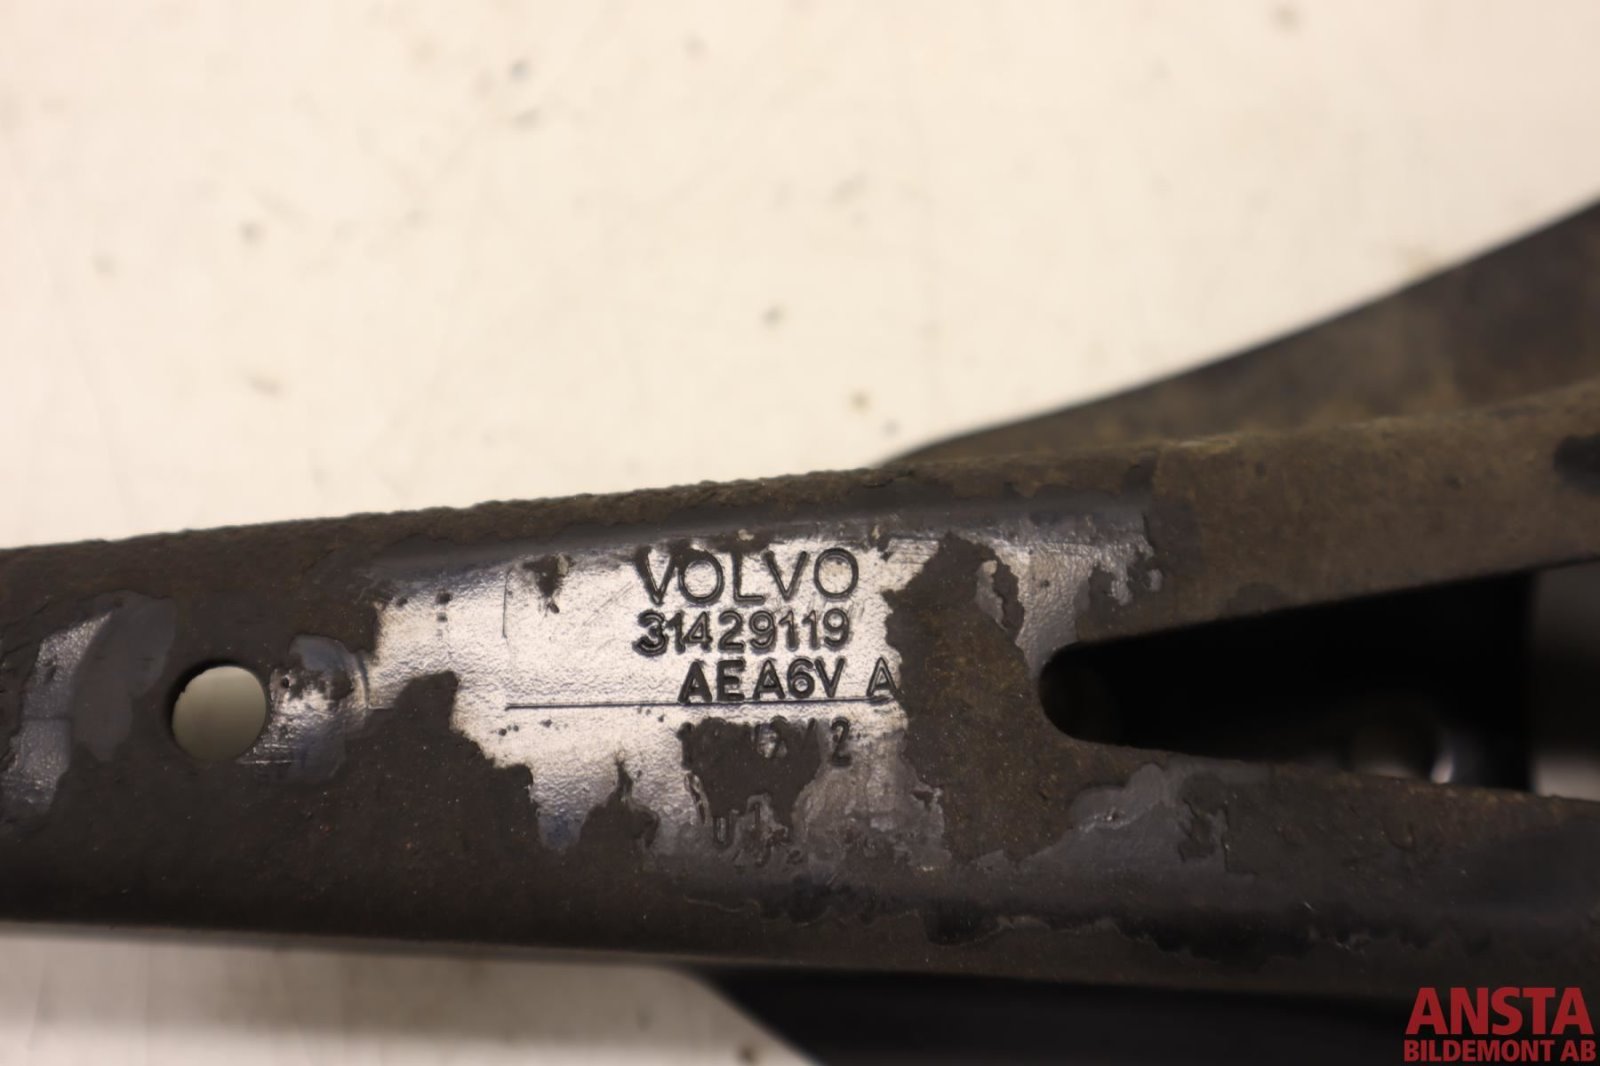 VOLVO
31429119
AEA6V A
ANSTA
BILDEMONT AB